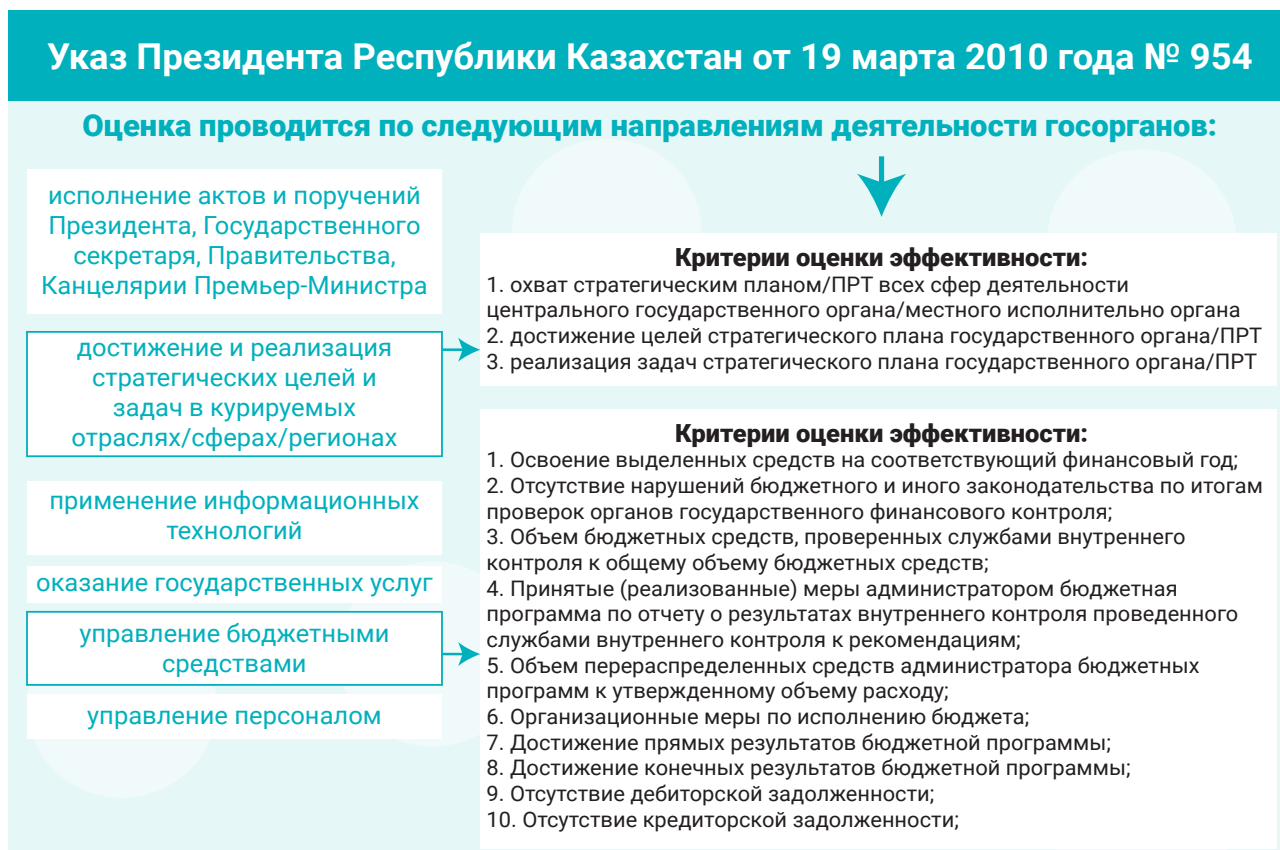 Указ Президента Республики Казахстан от 19 марта 2010 года № 954
Оценка проводится по следующим направлениям деятельности госорганов:
исполнение актов и поручений
Президента, Государственного
секретаря, Правительства,
Канцелярии Премьер-Министра
достижение и реализация
стратегических целей и
задач в курируемых
отраслях/сферах/регионах
применение информационных
технологий
оказание государственных услуг
управление бюджетными
средствами
управление персоналом
Критерии оценки эффективности:
1. охват стратегическим планом/ПРТ всех сфер деятельности
центрального государственного органа/местного исполнительно органа
2. достижение целей стратегического плана государственного органа/ПРТ
3. реализация задач стратегического плана государственного органа/ПРТ
Критерии оценки эффективности:
1. Освоение выделенных средств на соответствующий финансовый год;
2. Отсутствие нарушений бюджетного и иного законодательства по итогам
проверок органов государственного финансового контроля;
3. Объем бюджетных средств, проверенных службами внутреннего
контроля к общему объему бюджетных средств;
4. Принятые (реализованные) меры администратором бюджетная
программа по отчету о результатах внутреннего контроля проведенного
службами внутреннего контроля к рекомендациям;
5. Объем перераспределенных средств администратора бюджетных
программ к утвержденному объему расходу;
6. Организационные меры по исполнению бюджета;
7. Достижение прямых результатов бюджетной программы;
8. Достижение конечных результатов бюджетной программы;
9. Отсутствие дебиторской задолженности;
10. Отсутствие кредиторской задолженности;